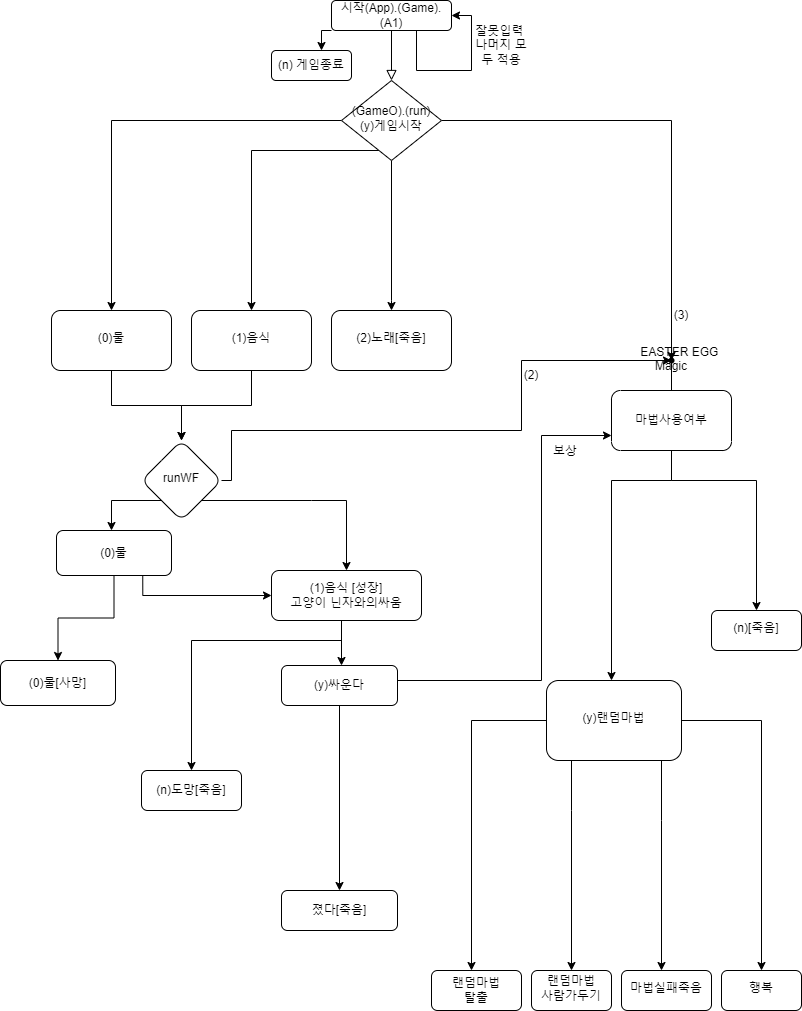 시작(App).(Game).
(A1)
잘못입력
나머지 모
두 적용
(n) 게임종료
(GameO).(run)
(y)게임시작
(0)물
(1)음식
(2)노래[죽음]
(3)
EASTER EGG
Magic
(2)
마법사용여부
보상
runWF
(0)물
(1)음식 [성장]
고양이 닌자와의싸움
(n)[죽음]
(0)물[사망]
(y)싸운다
(y)랜덤마법
(n)도망[죽음]
졌다[죽음]
랜덤마법
탈출
랜덤마법
사람가두기
마법실패죽음
행복